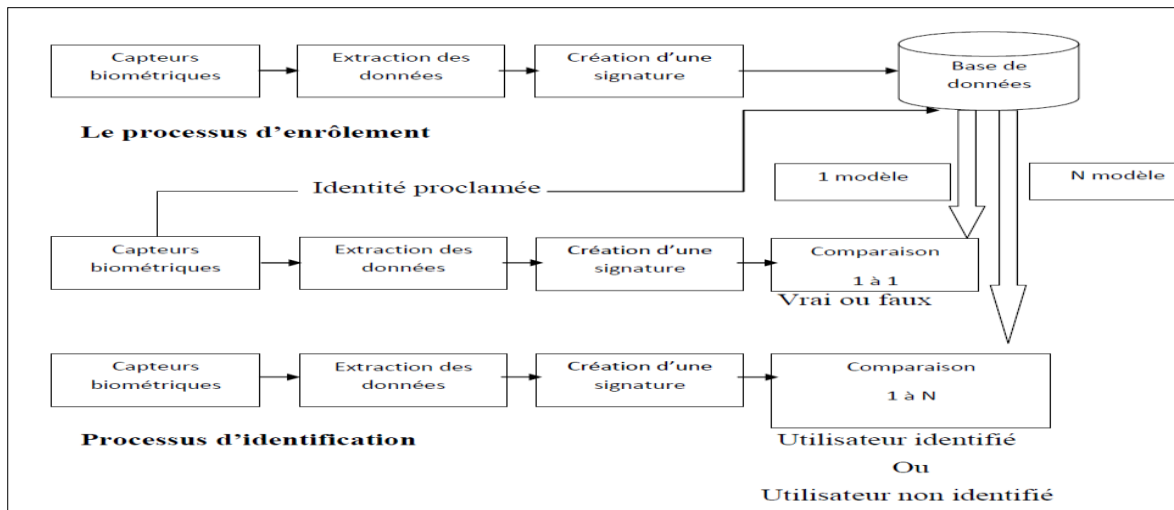 Capteurs
biométriques
Extraction des
données
Création d’une
signature
Base de
données
Le processus d’enrôlement
Identité proclamée
1 modèle
N modèle
Capteurs
biométriques
Extraction des
données
Création d’une
signature
Comparaison
1 à 1
Vrai ou faux
Capteurs
biométriques
Extraction des
données
Création d’une
signature
Comparaison
1 à N
Processus d’identification
Utilisateur identifié
Ou
Utilisateur non identifié